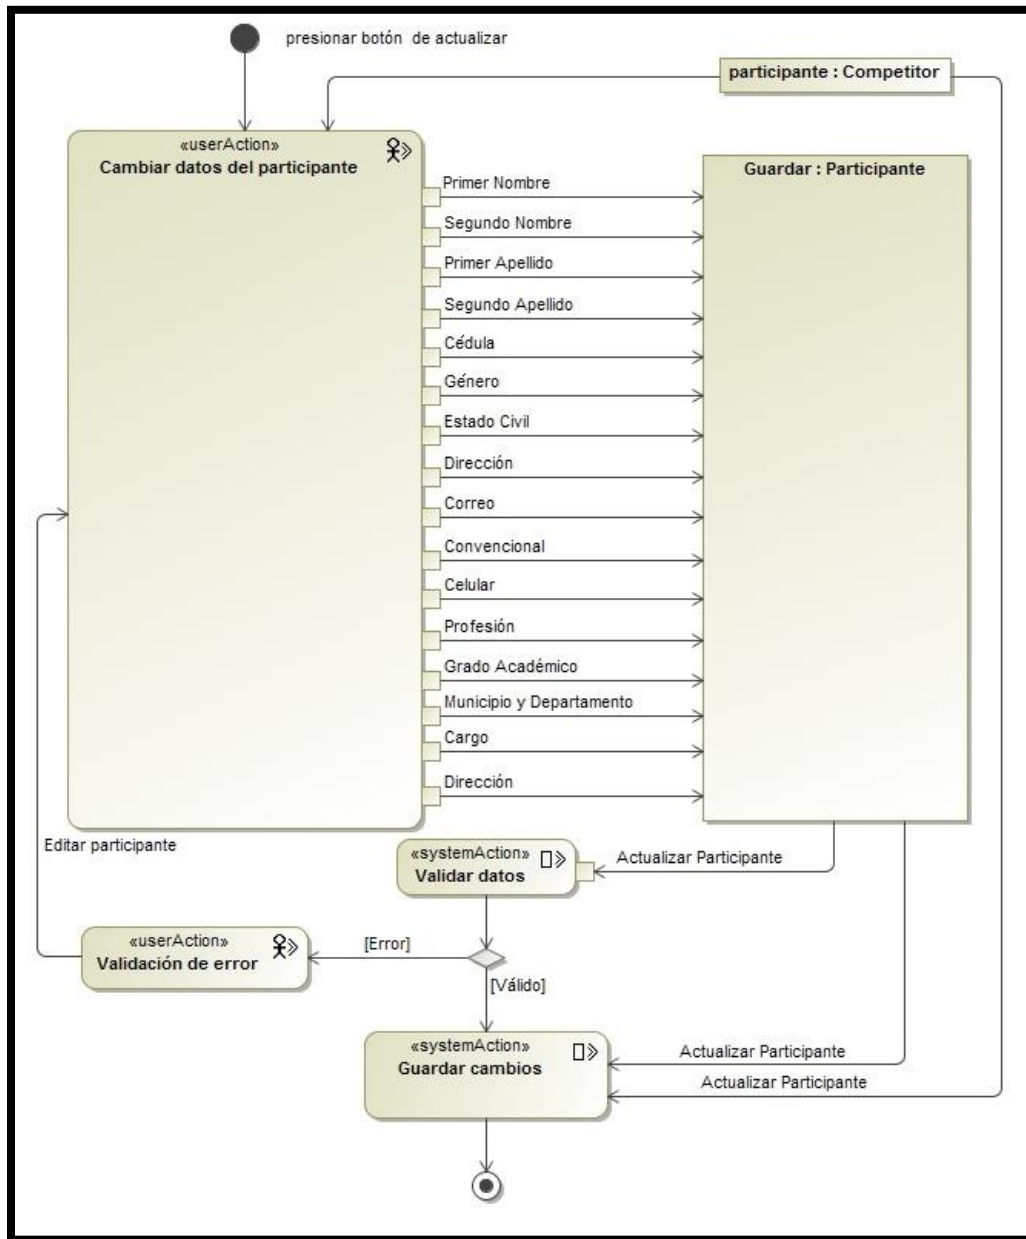 presionar botón de actualizar
participante : Competitor
«userAction»
Cambiar datos del participante
Guardar : Participante
Primer Nombre
Segundo Nombre
Primer Apellido
Segundo Apellido
Cédula
Género
Estado Civil
Dirección
Correo
Convencional
Celular
Profesión
Grado Académico
Municipio y Departamento
Cargo
Dirección
Editar participante
«systemAction»
Validar datos
Actualizar Participante
«userAction»
Validación de error
[Error]
[Válido]
«systemAction»
Guardar cambios
Actualizar Participante
Actualizar Participante